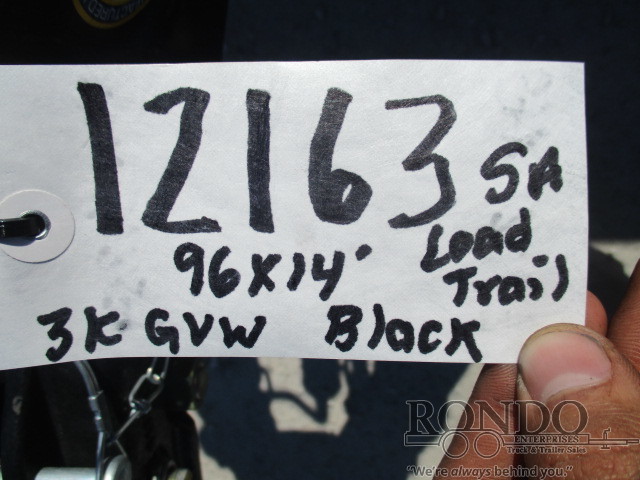 12163 SA
96x14' Load Trail
3K GVW Black
RONDO
ENTERPRISES
Truck & Trailer Sales
"We're always behind you."